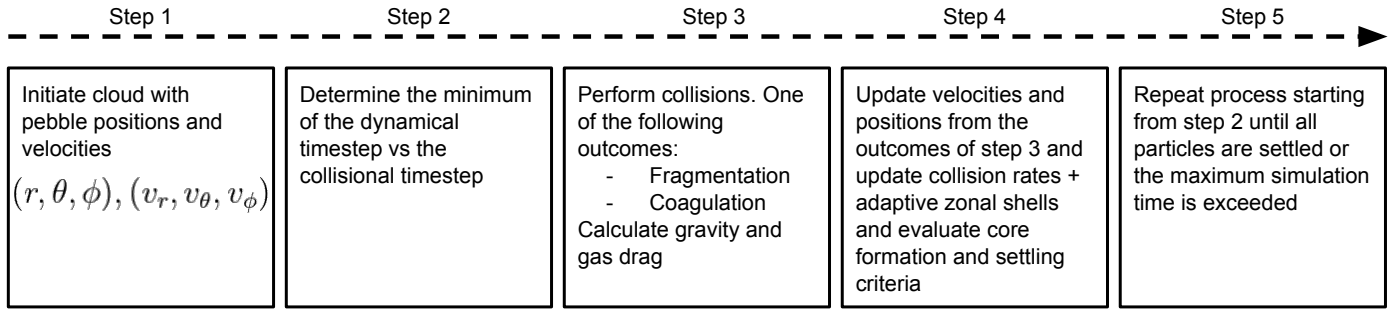 Step 1
Step 2
Step 3
Step 4
Step 5
Initiate cloud with
pebble positions and
velocities
(r, θ, ϕ), (v_r, v_θ, v_ϕ)
Determine the minimum
of the dynamical
timestep vs the
collisional timestep
Perform collisions. One
of the following
outcomes:
- Fragmentation
- Coagulation
Calculate gravity and
gas drag
Update velocities and
positions from the
outcomes of step 3 and
update collision rates +
adaptive zonal shells
and evaluate core
formation and settling
criteria
Repeat process starting
from step 2 until all
particles are settled or
the maximum simulation
time is exceeded